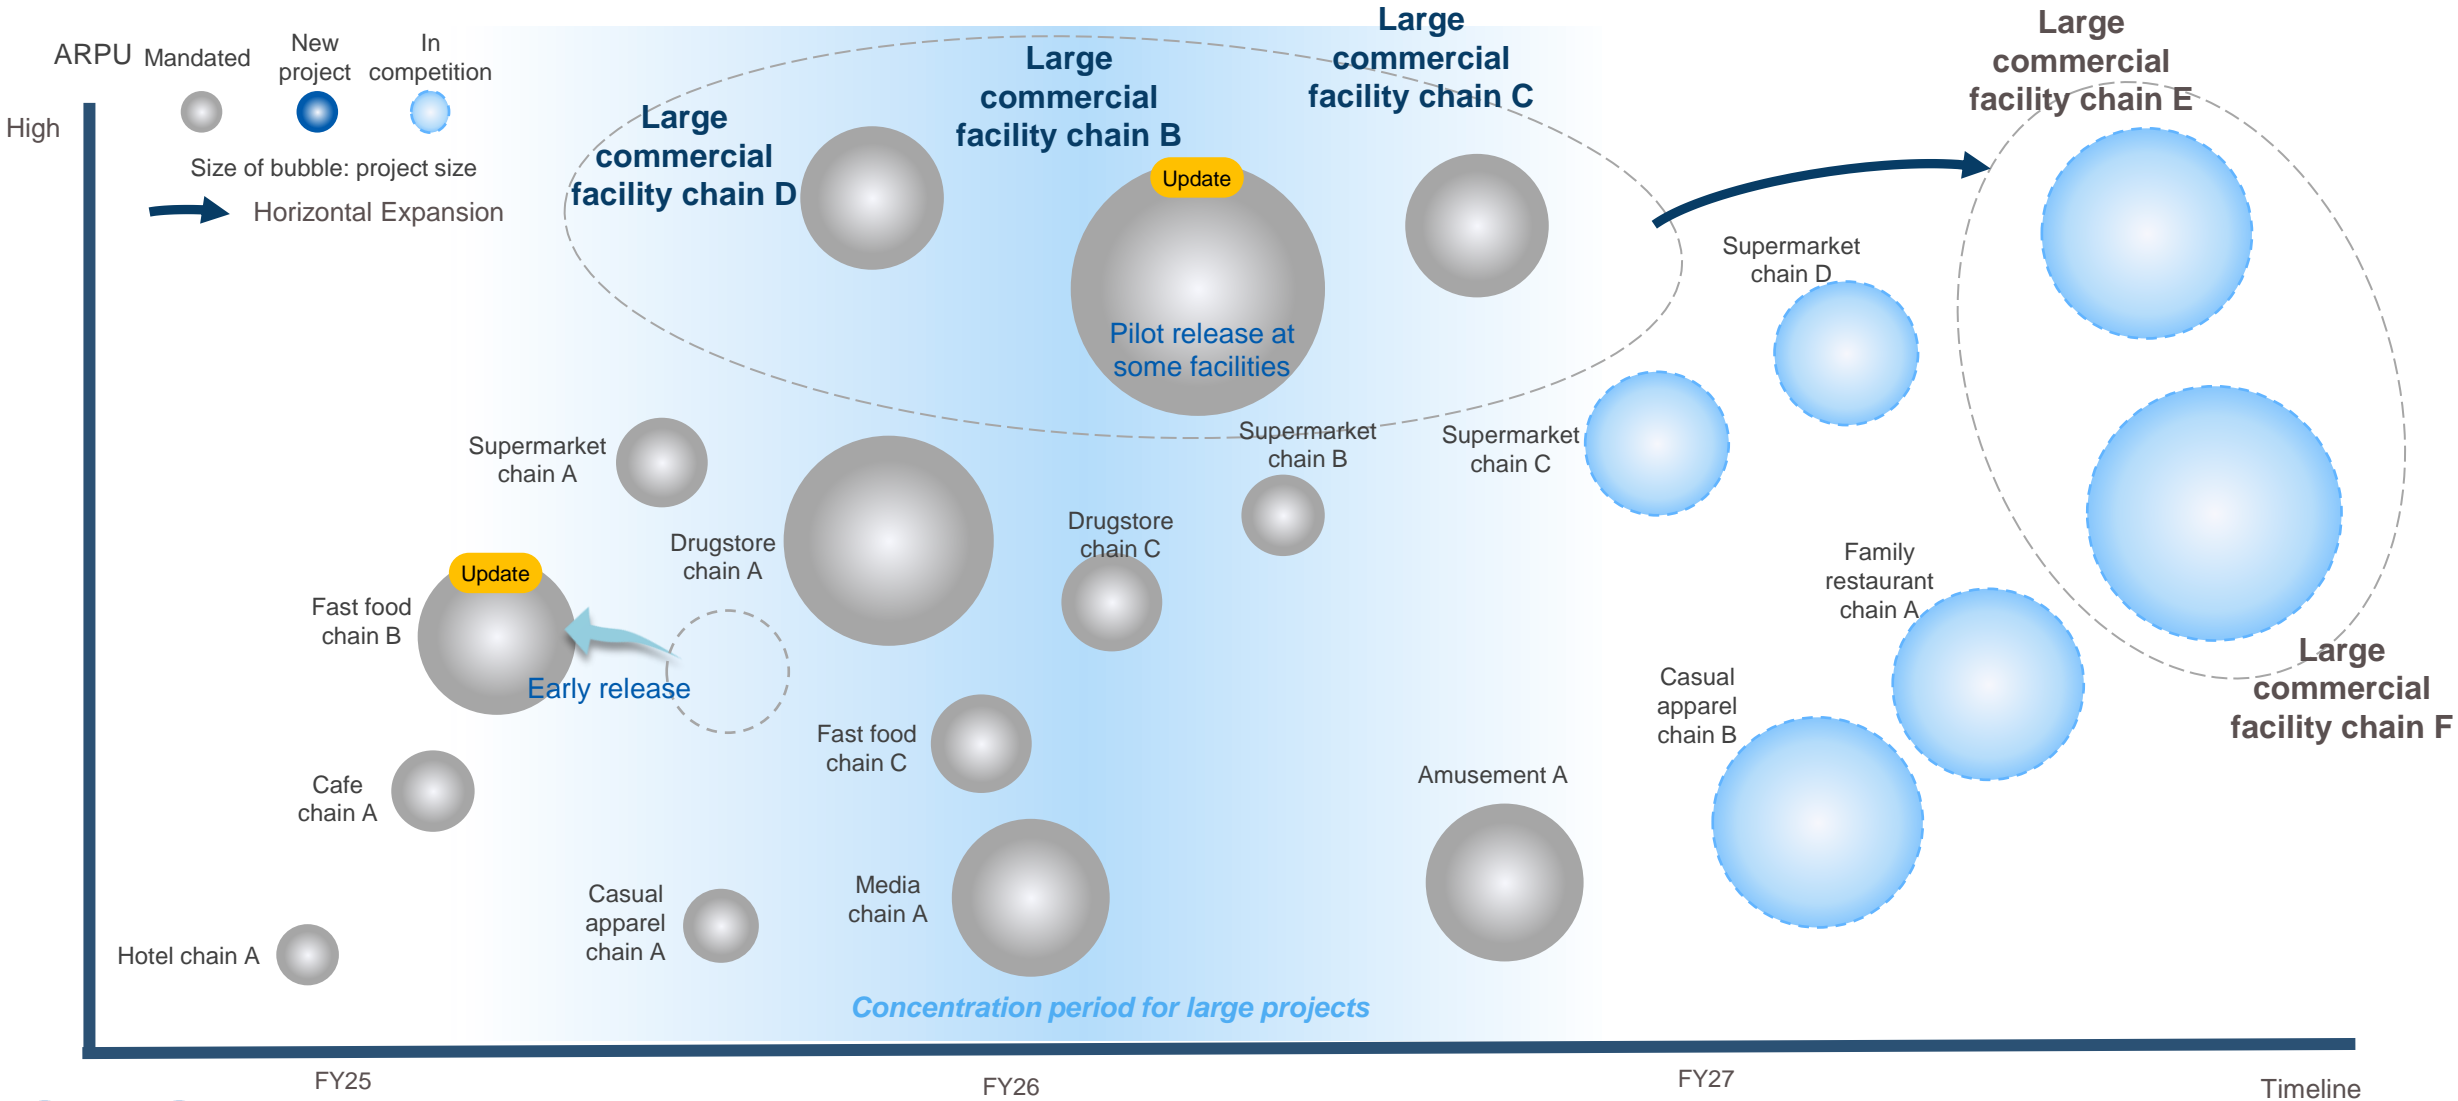 ARPU
Mandated
New
project
In
competition
High
Size of bubble: project size
Horizontal Expansion
Large
commercial
facility chain D
Large
commercial
facility chain B
Large
commercial
facility chain C
Large
commercial
facility chain E
Update
Pilot release at
some facilities
Supermarket
chain D
Supermarket
chain A
Supermarket
chain B
Supermarket
chain C
Drugstore
chain A
Drugstore
chain C
Update
Fast food
chain B
Early release
Family
restaurant
chain A
Large
commercial
facility chain F
Casual
apparel
chain B
Fast food
chain C
Cafe
chain A
Amusement A
Casual
apparel
chain A
Media
chain A
Hotel chain A
Concentration period for large projects
FY25
FY26
FY27
Timeline